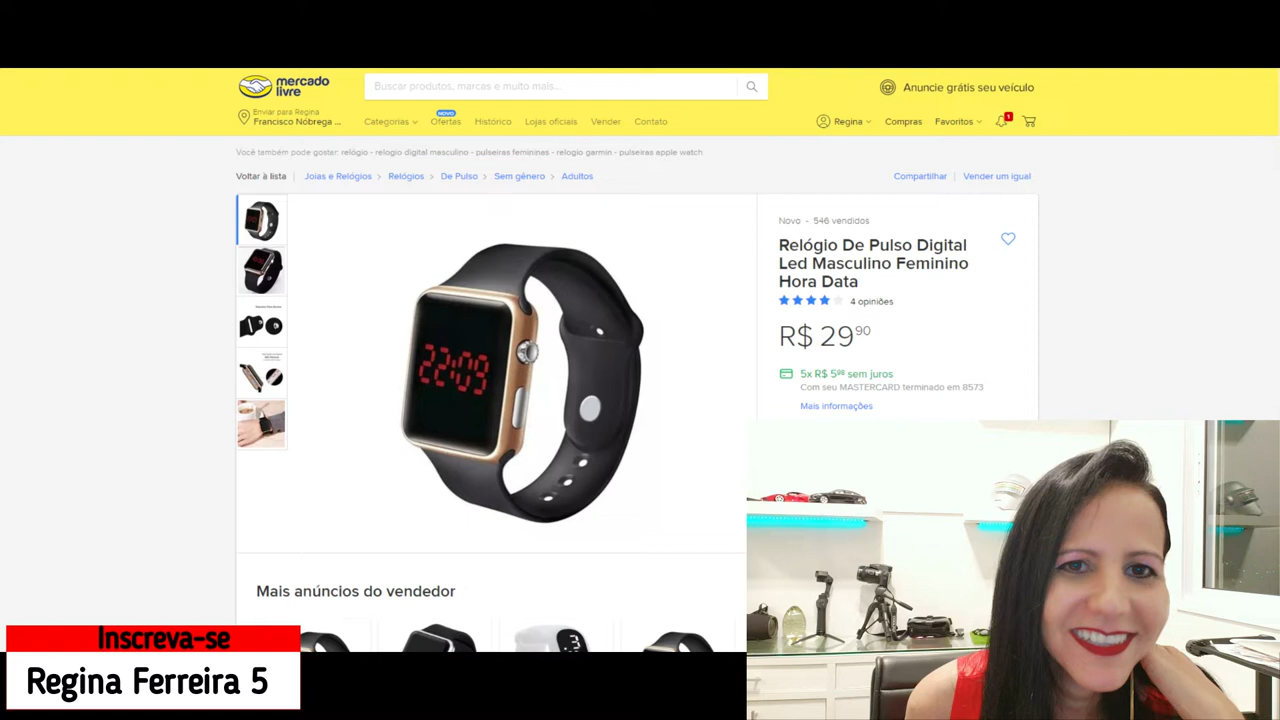 mercado
livre
Buscar produtos, marcas e muito mais...
Anuncie grátis seu veículo
Enviar para Regina
Francisco Nóbrega ...
Categorias
NOVO
Ofertas
Histórico
Lojas oficiais
Vender
Contato
Regina
Compras
Favoritos
1
Você também pode gostar: relógio - relogio digital masculino - pulseiras femininas - relogio garmin - pulseiras apple watch
Voltar à lista
Joias e Relógios > Relógios > De Pulso > Sem gênero > Adultos
Compartilhar
Vender um igual
Novo - 546 vendidos
Relógio De Pulso Digital
Led Masculino Feminino
Hora Data
4 opiniões
R$ 29 90
5x R$ 5 98 sem juros
Com seu MASTERCARD terminado em 8573
Mais informações
22:09
Mais anúncios do vendedor
Inscreva-se
Regina Ferreira 5